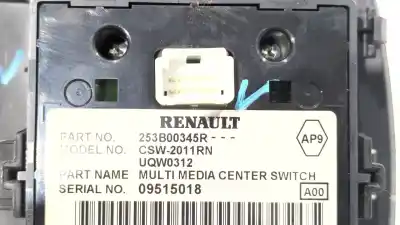 RENAULT
PART NO. 253B00345R - - -
MODEL NO. CSW-2011RN
UQW0312
PART NAME MULTI MEDIA CENTER SWITCH
SERIAL NO. 09515018
AP9
A00